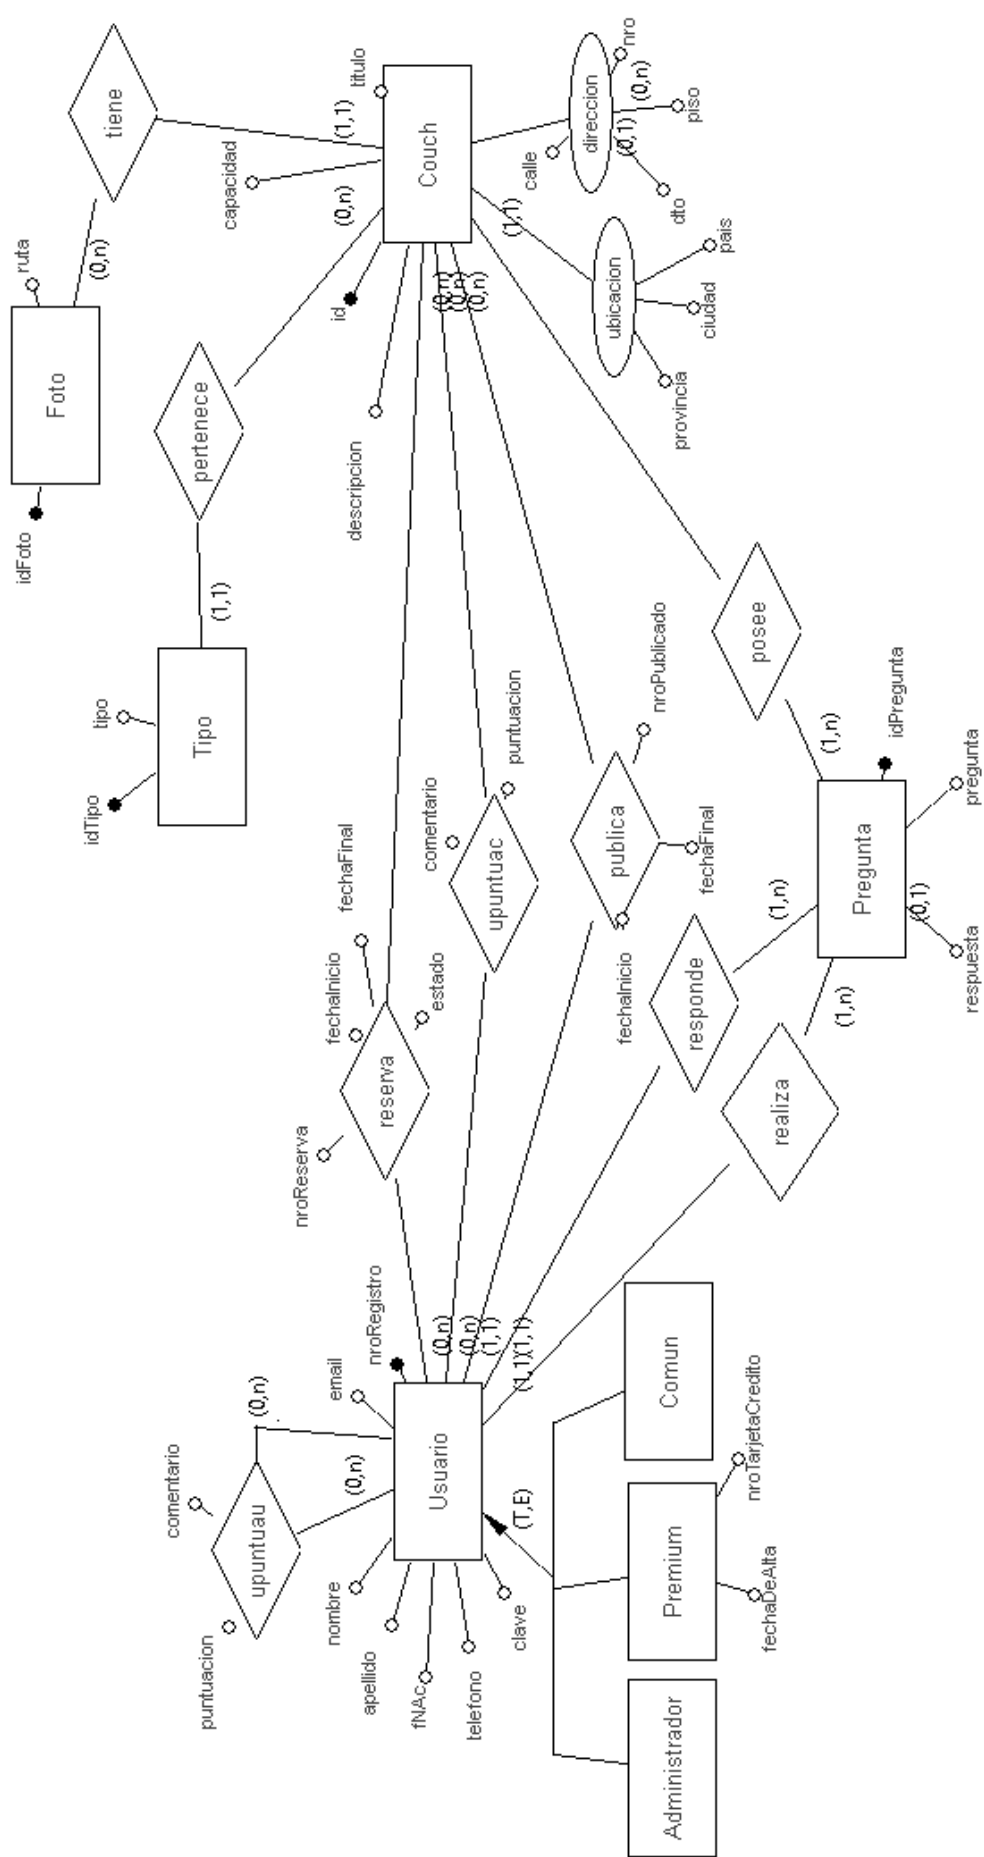 idFoto
Foto
ruta
(0,n)
tiene
idTipo
tipo
Tipo
(1,1)
pertenece
capacidad
(0,n)
(1,1)
titulo
id
Couch
descripcion
(0,n)
(0,n)
(0,n)
puntuacion
comentario
upuntuau
(0,n)
(0,n)
nombre
apellido
fNAc
telefono
clave
email
nroRegistro
Usuario
(0,n)
(0,n)
(1,1)
(1,1)(1,1)
(T,E)
Administrador
Premium
Comun
fechaDeAlta
nroTarjetaCredito
nroReserva
fechaInicio
fechaFinal
reserva
estado
comentario
upuntuac
puntuacion
publica
fechaInicio
fechaFinal
nroPublicado
responde
(1,n)
realiza
(1,n)
Pregunta
(1,n)
idPregunta
(0,1)
respuesta
pregunta
posee
(1,1)
calle
direccion
nro
(0,1)
(0,n)
dto
piso
ubicacion
provincia
ciudad
pais